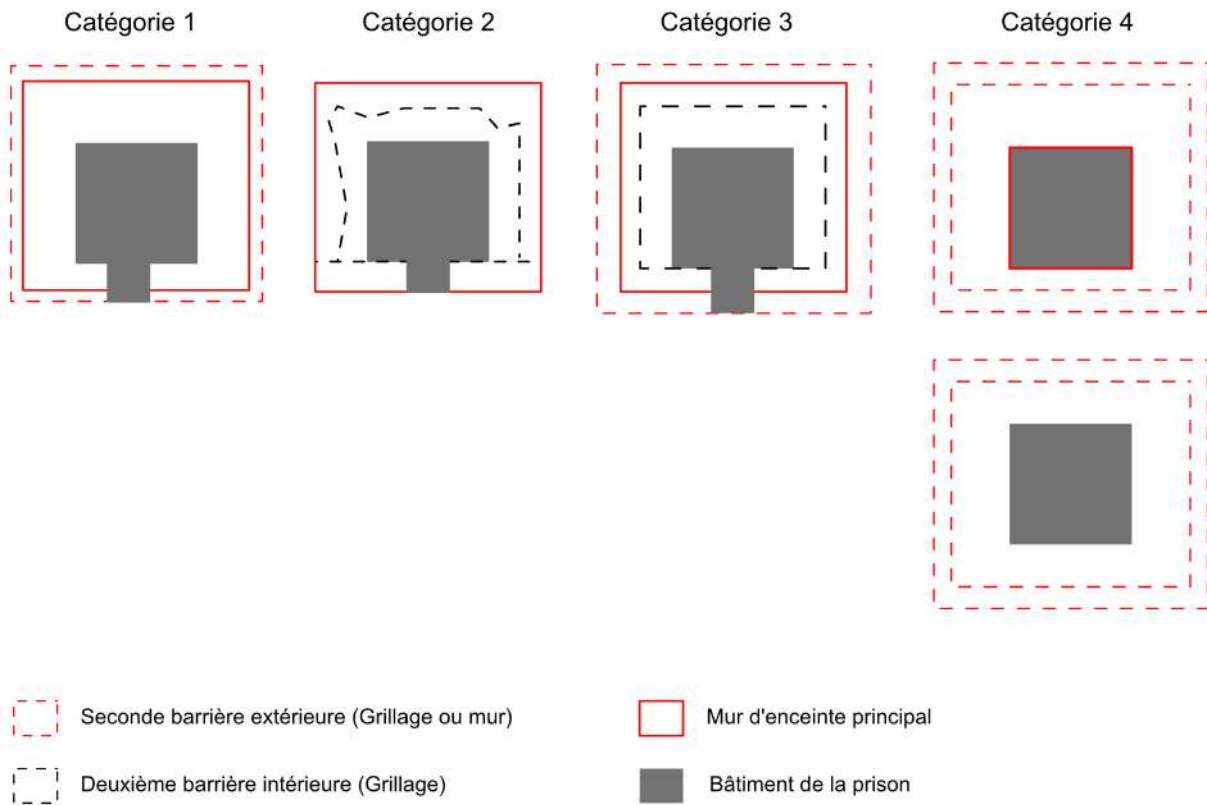 Catégorie 1
Catégorie 2
Catégorie 3
Catégorie 4
Seconde barrière extérieure (Grillage ou mur)
Mur d'enceinte principal
Deuxième barrière intérieure (Grillage)
Bâtiment de la prison